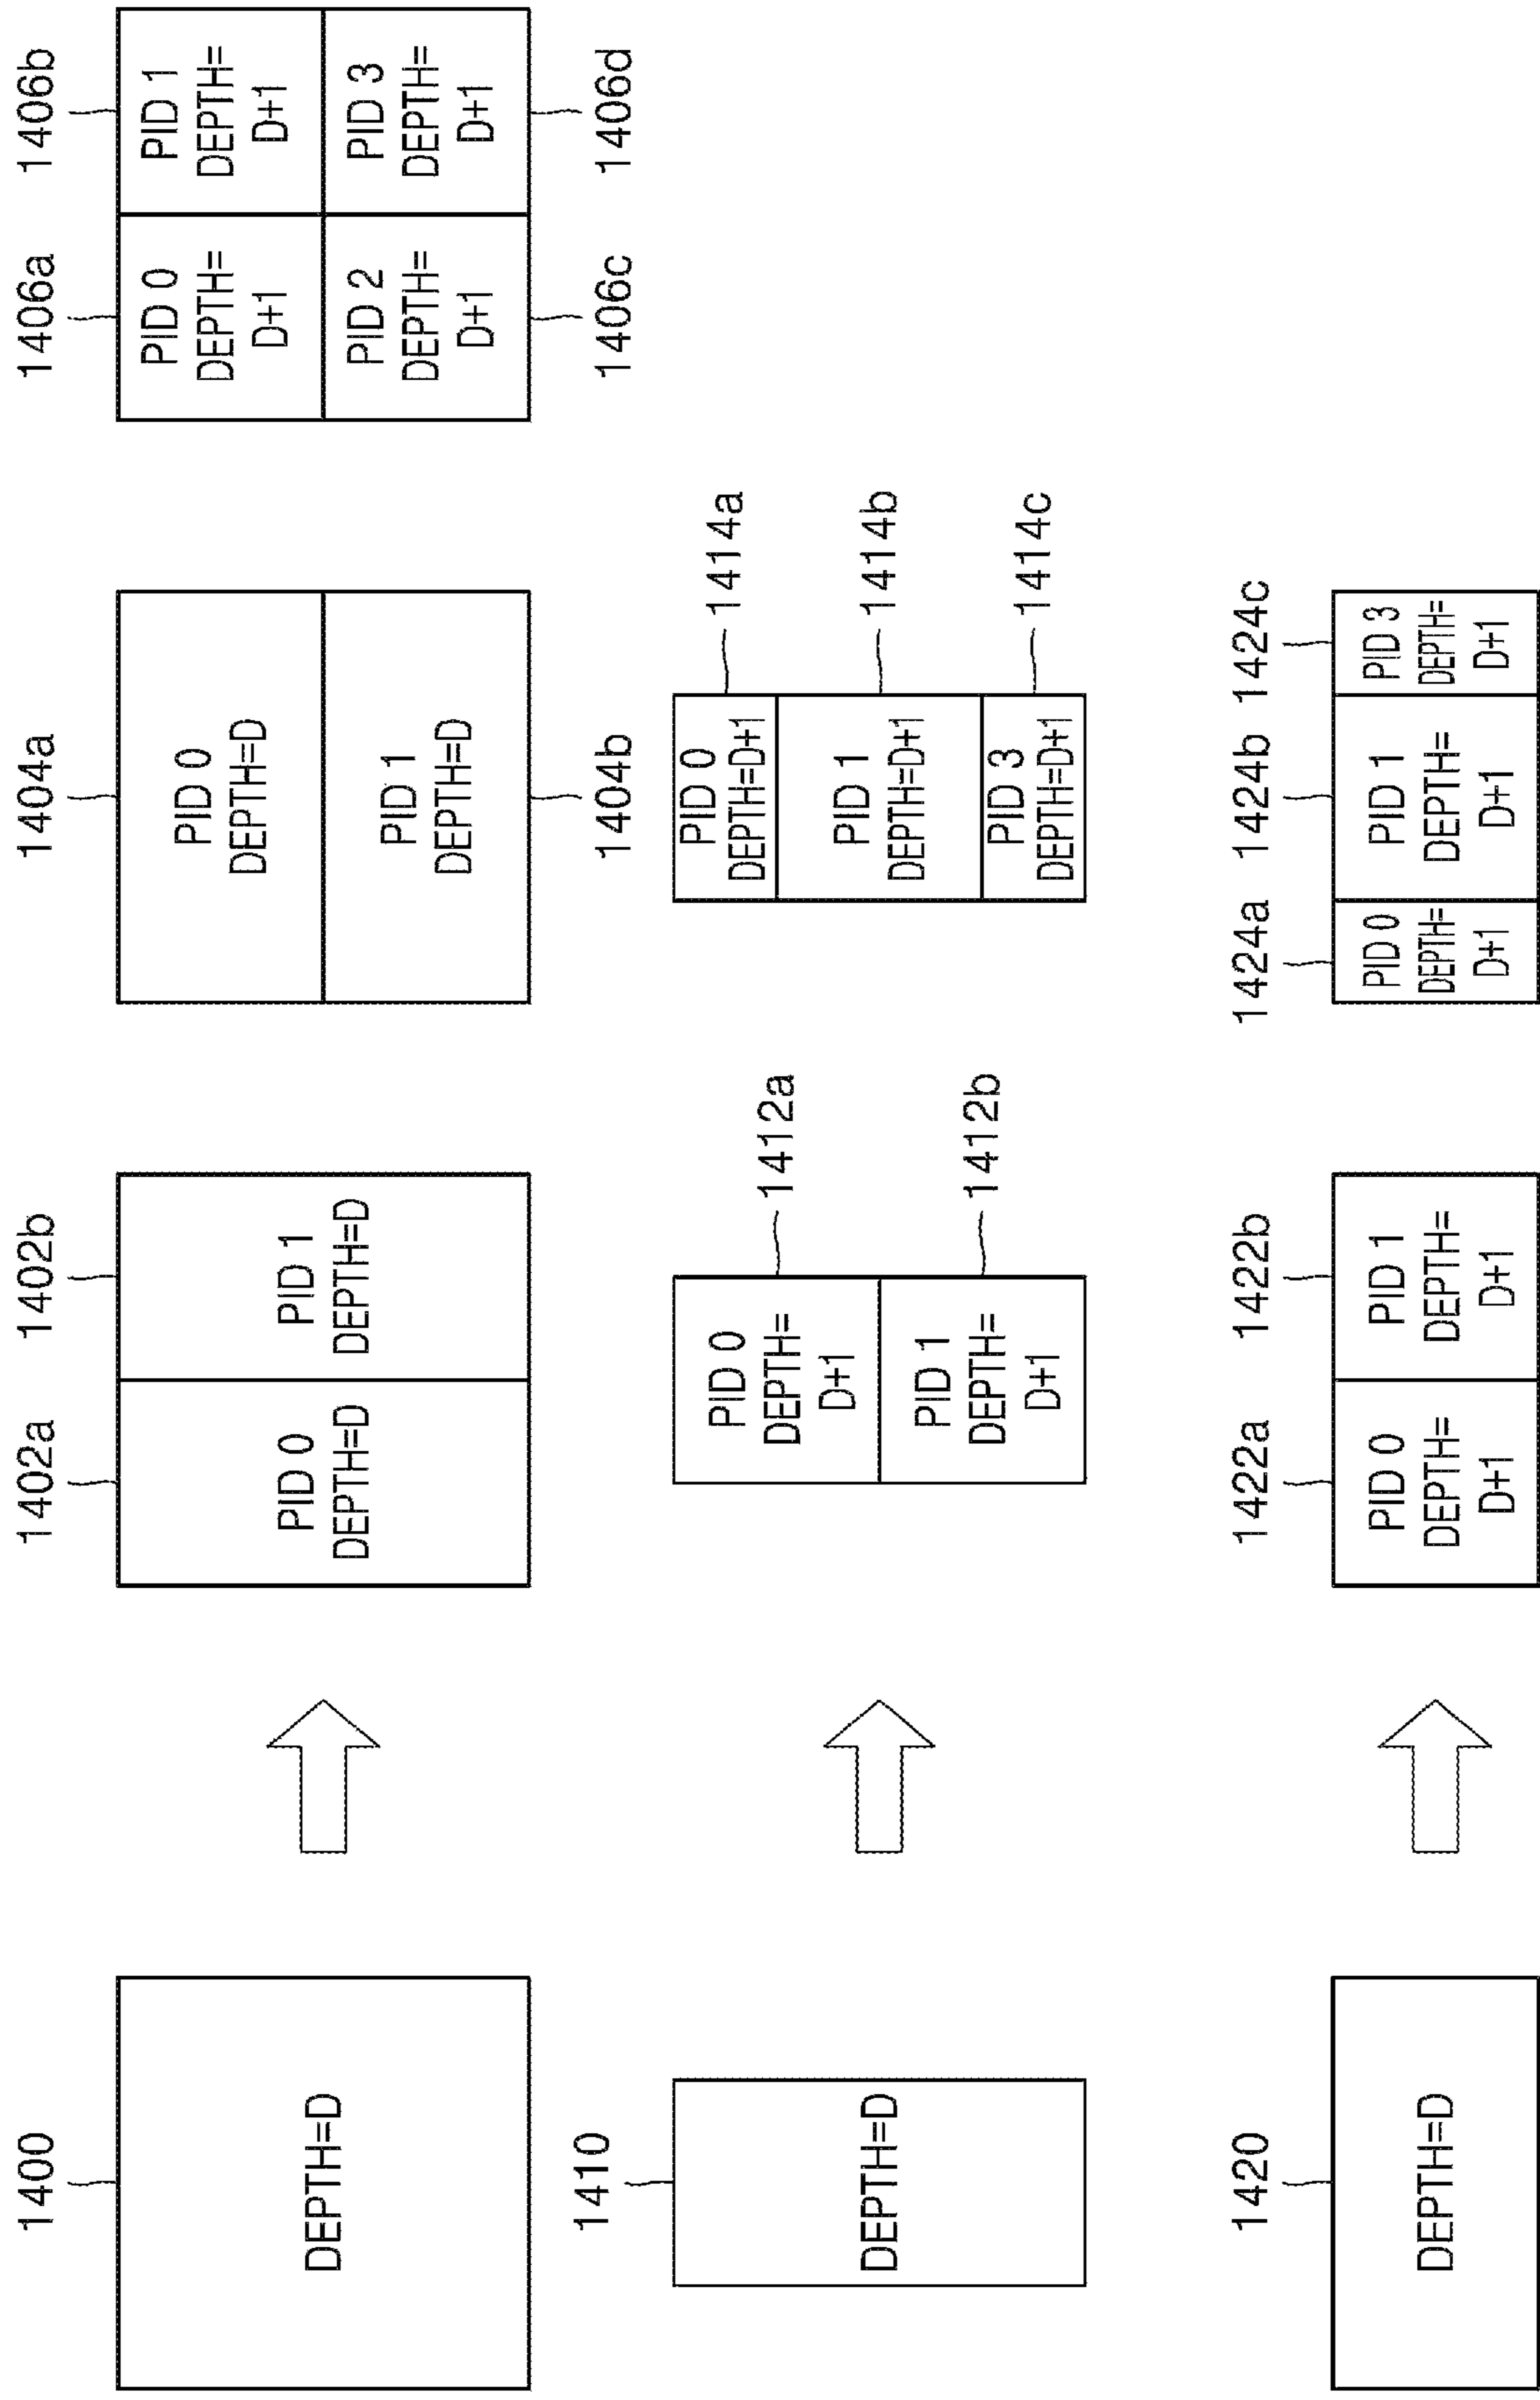 1400
DEPTH=D
1402a
1402b
PID 0
DEPTH=D
PID 1
DEPTH=D
1404a
PID 0
DEPTH=D
PID 1
DEPTH=D
1404b
1406a
1406b
PID 0
DEPTH=
D+1
PID 1
DEPTH=
D+1
PID 2
DEPTH=
D+1
PID 3
DEPTH=
D+1
1406c
1406d
1410
DEPTH=D
PID 0
DEPTH=
D+1
1412a
PID 1
DEPTH=
D+1
1412b
PID 0
DEPTH=D+1
1414a
PID 1
DEPTH=D+1
1414b
PID 3
DEPTH=D+1
1414c
1420
DEPTH=D
1422a
1422b
PID 0
DEPTH=
D+1
PID 1
DEPTH=
D+1
1424a
1424b
1424c
PID 0
DEPTH=
D+1
PID 1
DEPTH=
D+1
PID 3
DEPTH=
D+1